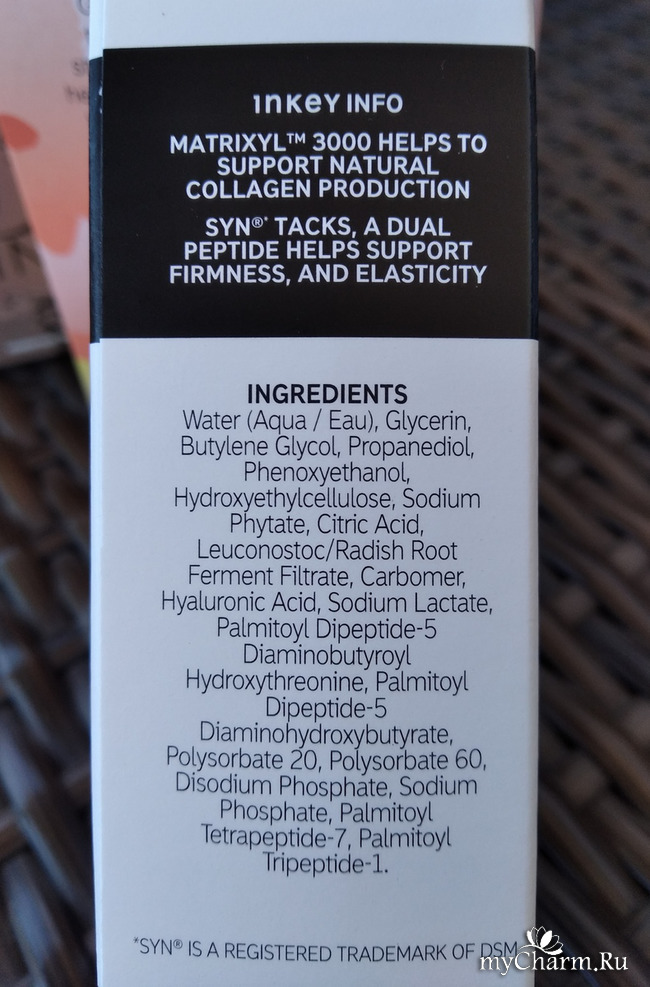 INKEY INFO
MATRIXYL™ 3000 HELPS TO
SUPPORT NATURAL
COLLAGEN PRODUCTION
SYN®* TACKS, A DUAL
PEPTIDE HELPS SUPPORT
FIRMNESS, AND ELASTICITY
INGREDIENTS
Water (Aqua / Eau), Glycerin,
Butylene Glycol, Propanediol,
Phenoxyethanol,
Hydroxyethylcellulose, Sodium
Phytate, Citric Acid,
Leuconostoc/Radish Root
Ferment Filtrate, Carbomer,
Hyaluronic Acid, Sodium Lactate,
Palmitoyl Dipeptide-5
Diaminobutyroyl
Hydroxythreonine, Palmitoyl
Dipeptide-5
Diaminohydroxybutyrate,
Polysorbate 20, Polysorbate 60,
Disodium Phosphate, Sodium
Phosphate, Palmitoyl
Tetrapeptide-7, Palmitoyl
Tripeptide-1.
*SYN® IS A REGISTERED TRADEMARK OF DSM
myCharm.Ru